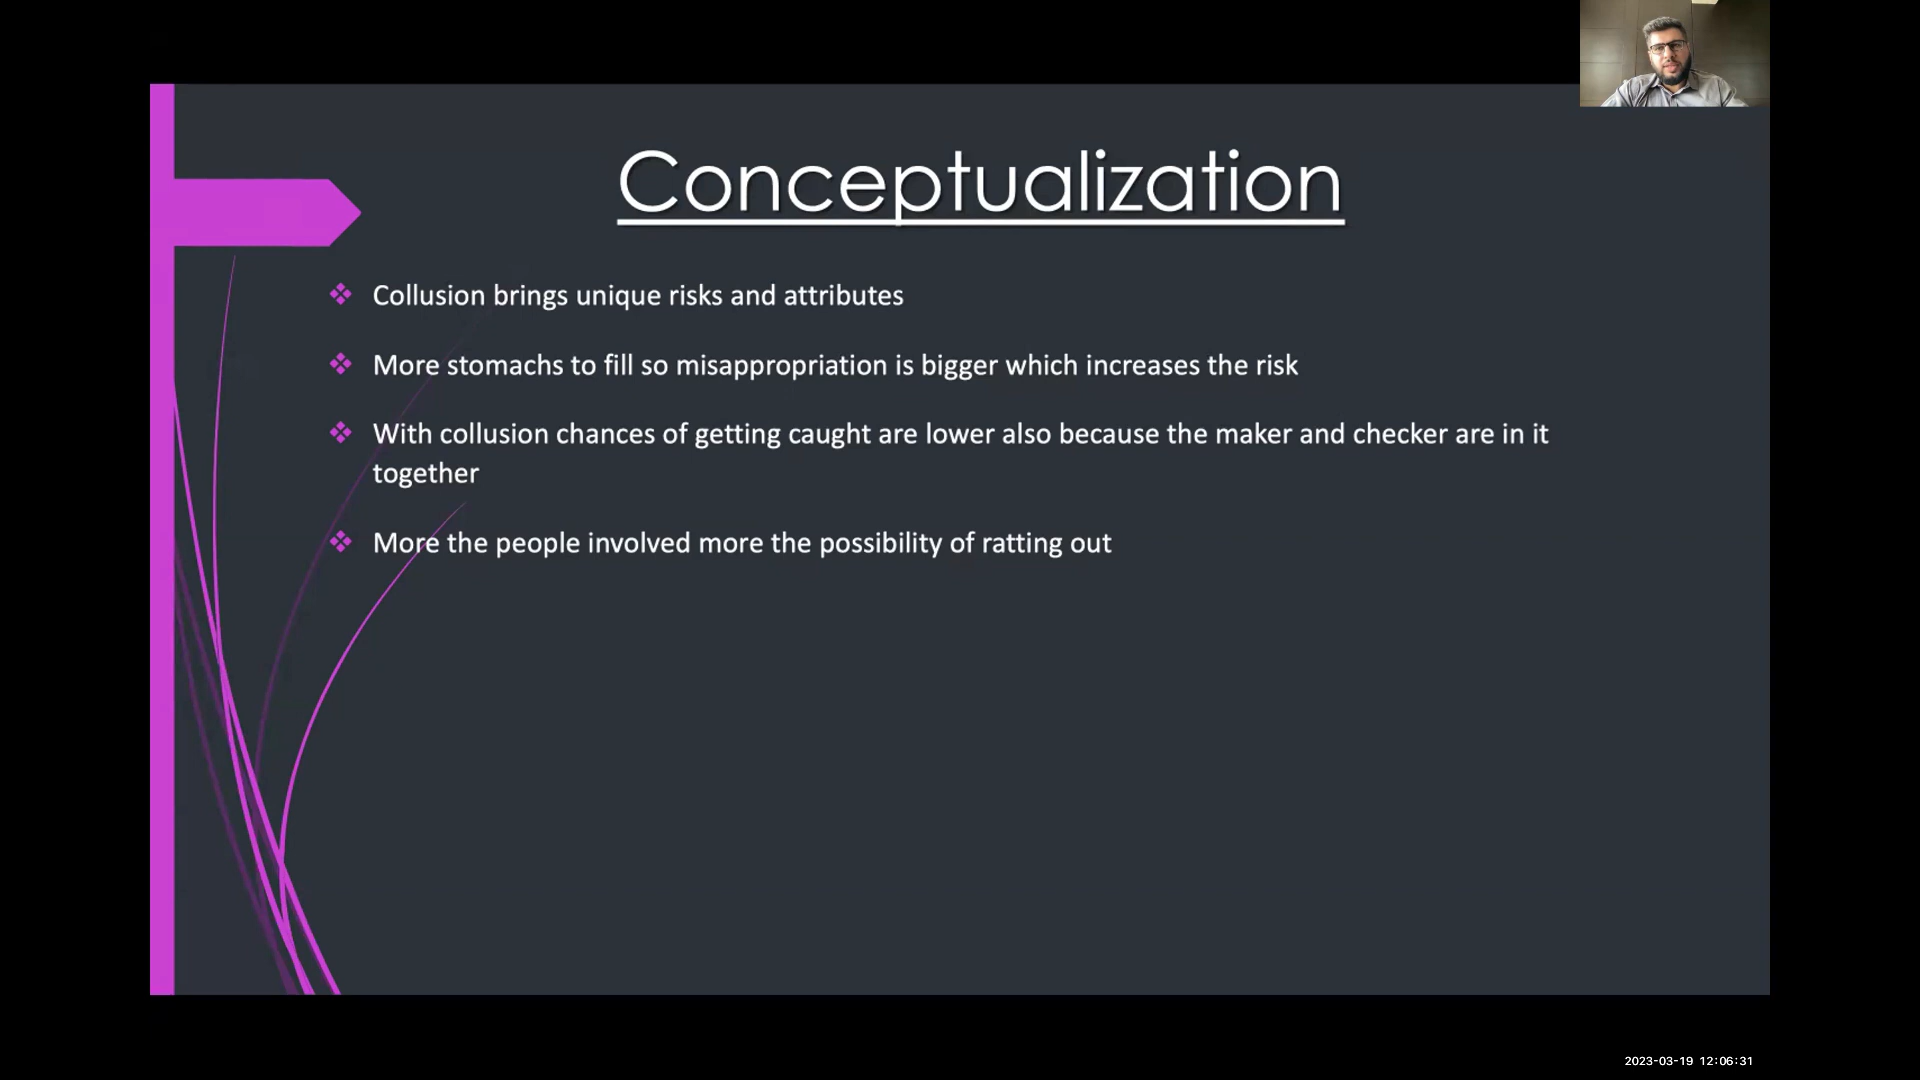 Conceptualization
Collusion brings unique risks and attributes
More stomachs to fill so misappropriation is bigger which increases the risk
With collusion chances of getting caught are lower also because the maker and checker are in it
together
More the people involved more the possibility of ratting out
2023-03-19 12:06:31